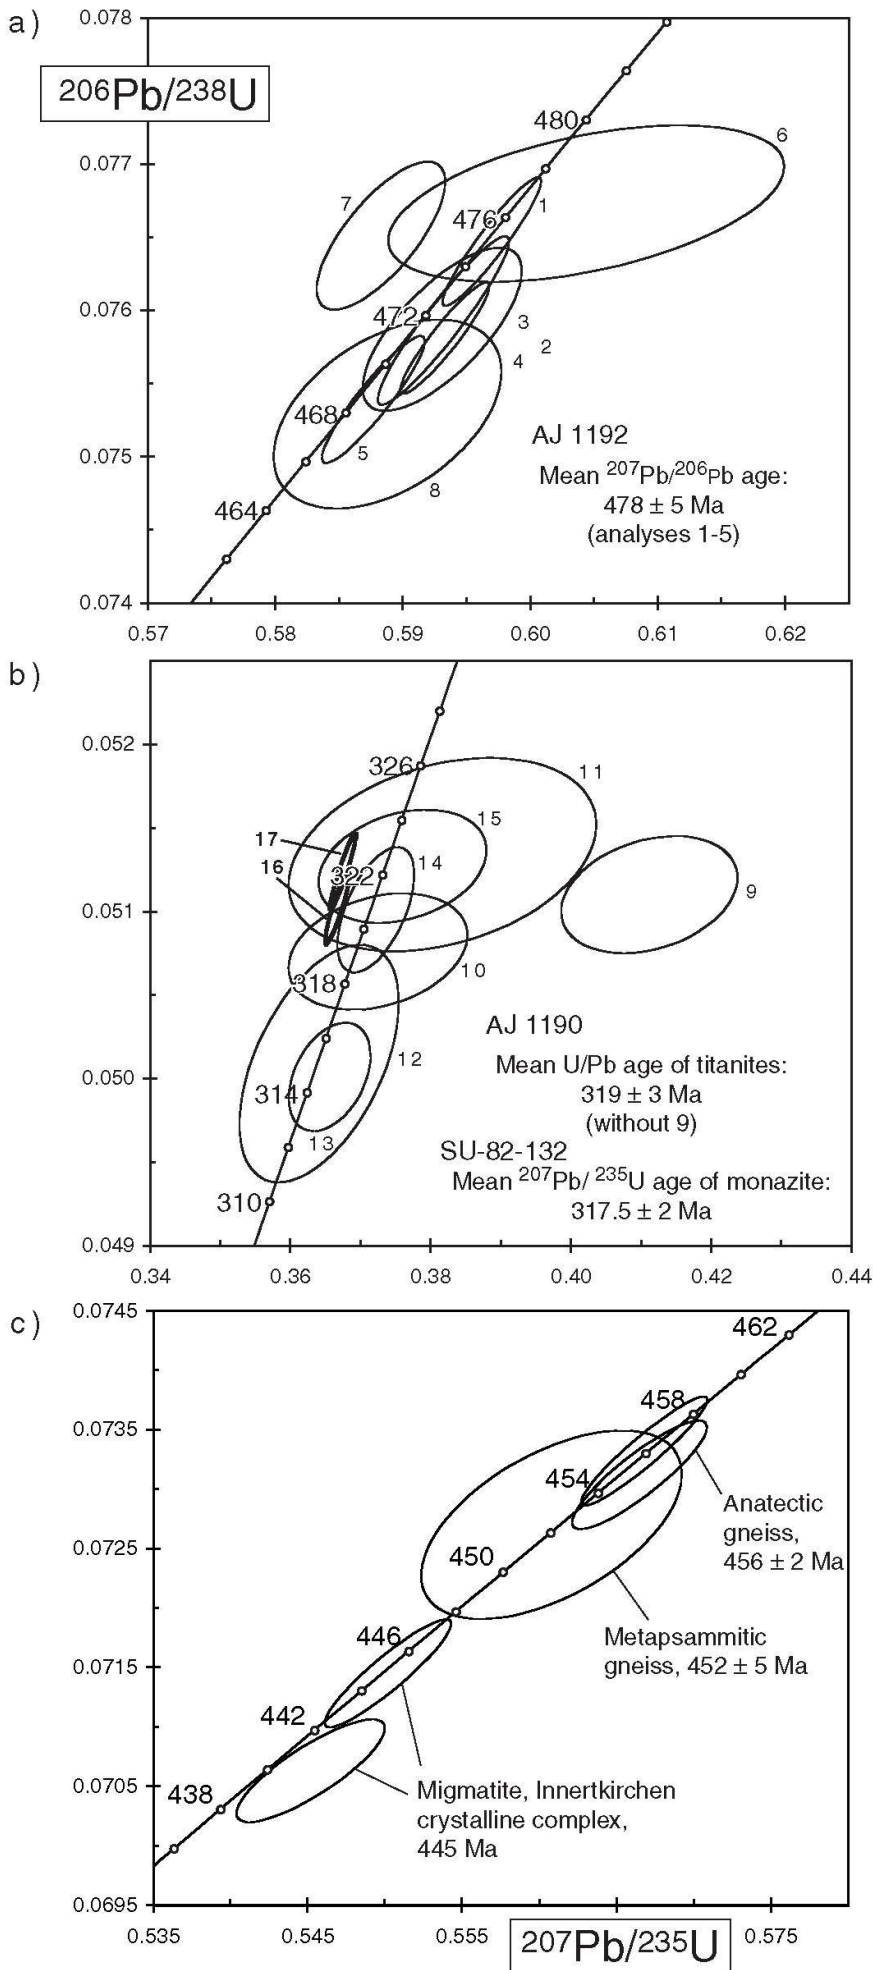 a)
0.078
²⁰⁶Pb/²³⁸U
480
6
0.077
7
476
1
0.076
472
3
4 2
468
AJ 1192
0.075
5
8
Mean ²⁰⁷Pb/²⁰⁶Pb age:
464
478 ± 5 Ma
(analyses 1-5)
0.074
0.57 0.58 0.59 0.60 0.61 0.62
b)
0.052
326
11
15
17
16
322
14
0.051
9
318
10
AJ 1190
12
0.050
Mean U/Pb age of titanites:
314
319 ± 3 Ma
13
(without 9)
SU-82-132
Mean ²⁰⁷Pb/ ²³⁵U age of monazite:
310
317.5 ± 2 Ma
0.049
0.34 0.36 0.38 0.40 0.42 0.44
c)
0.0745
462
458
0.0735
454
Anatectic
gneiss,
456 ± 2 Ma
450
0.0725
446
Metapsammitic
gneiss, 452 ± 5 Ma
0.0715
442
0.0705
438
Migmatite, Innertkirchen
crystalline complex,
445 Ma
0.0695
0.535 0.545 0.555 0.575
²⁰⁷Pb/²³⁵U